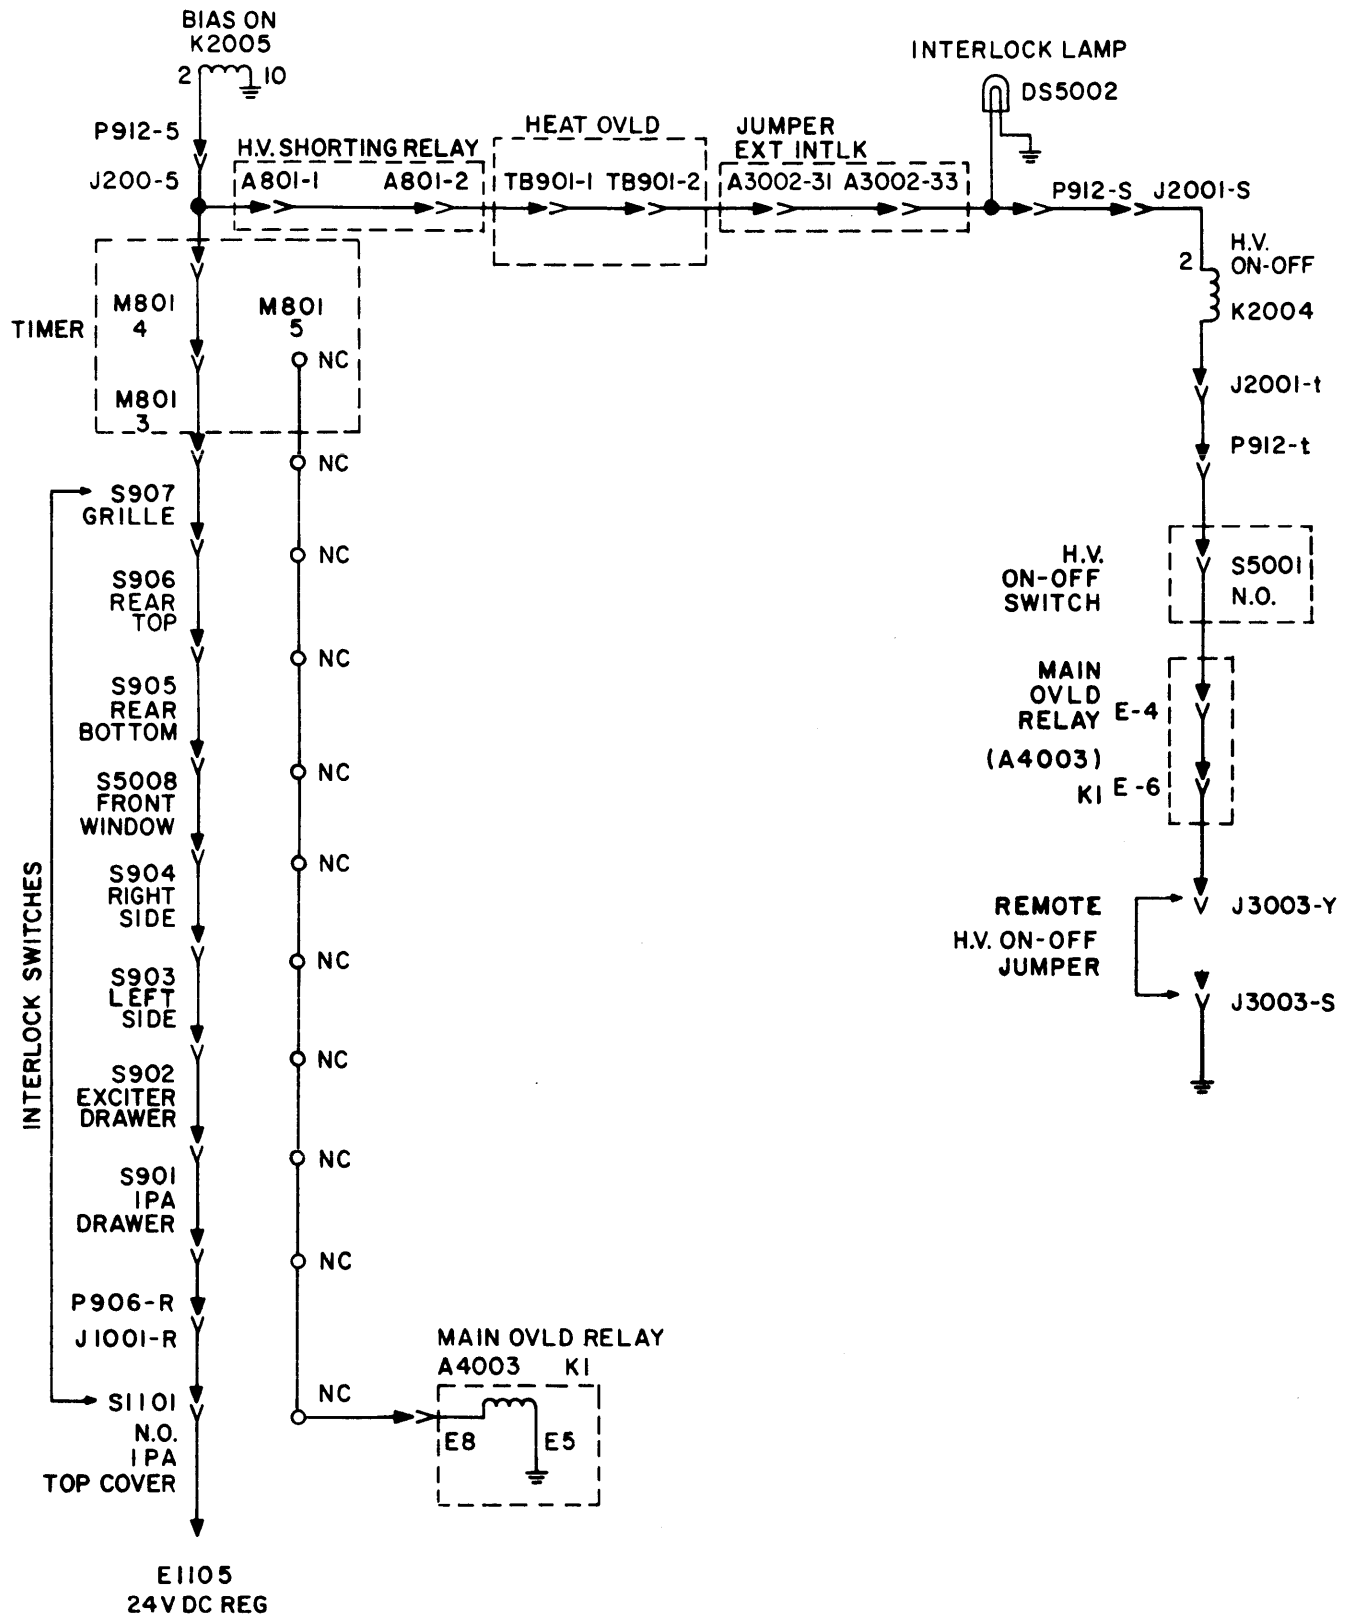 BIAS ON
K2005
2
10
P912-5
J200-5
H.V. SHORTING RELAY
A801-1
A801-2
HEAT OVLD
TB901-1
TB901-2
JUMPER
EXT INTLK
A3002-31
A3002-33
INTERLOCK LAMP
DS5002
P912-S
J2001-S
2
H.V.
ON-OFF
K2004
J2001-t
P912-t
H.V.
ON-OFF
SWITCH
S5001
N.O.
MAIN
OVLD
RELAY
(A4003)
K1
E-4
E-6
REMOTE
H.V. ON-OFF
JUMPER
J3003-Y
J3003-S
TIMER
M801
4
M801
5
M801
3
NC
NC
NC
NC
NC
NC
NC
NC
NC
NC
NC
INTERLOCK SWITCHES
S907
GRILLE
S906
REAR
TOP
S905
REAR
BOTTOM
S5008
FRONT
WINDOW
S904
RIGHT
SIDE
S903
LEFT
SIDE
S902
EXCITER
DRAWER
S901
IPA
DRAWER
P906-R
J1001-R
S1101
N.O.
IPA
TOP COVER
MAIN OVLD RELAY
A4003 K1
E8
E5
E1105
24V DC REG